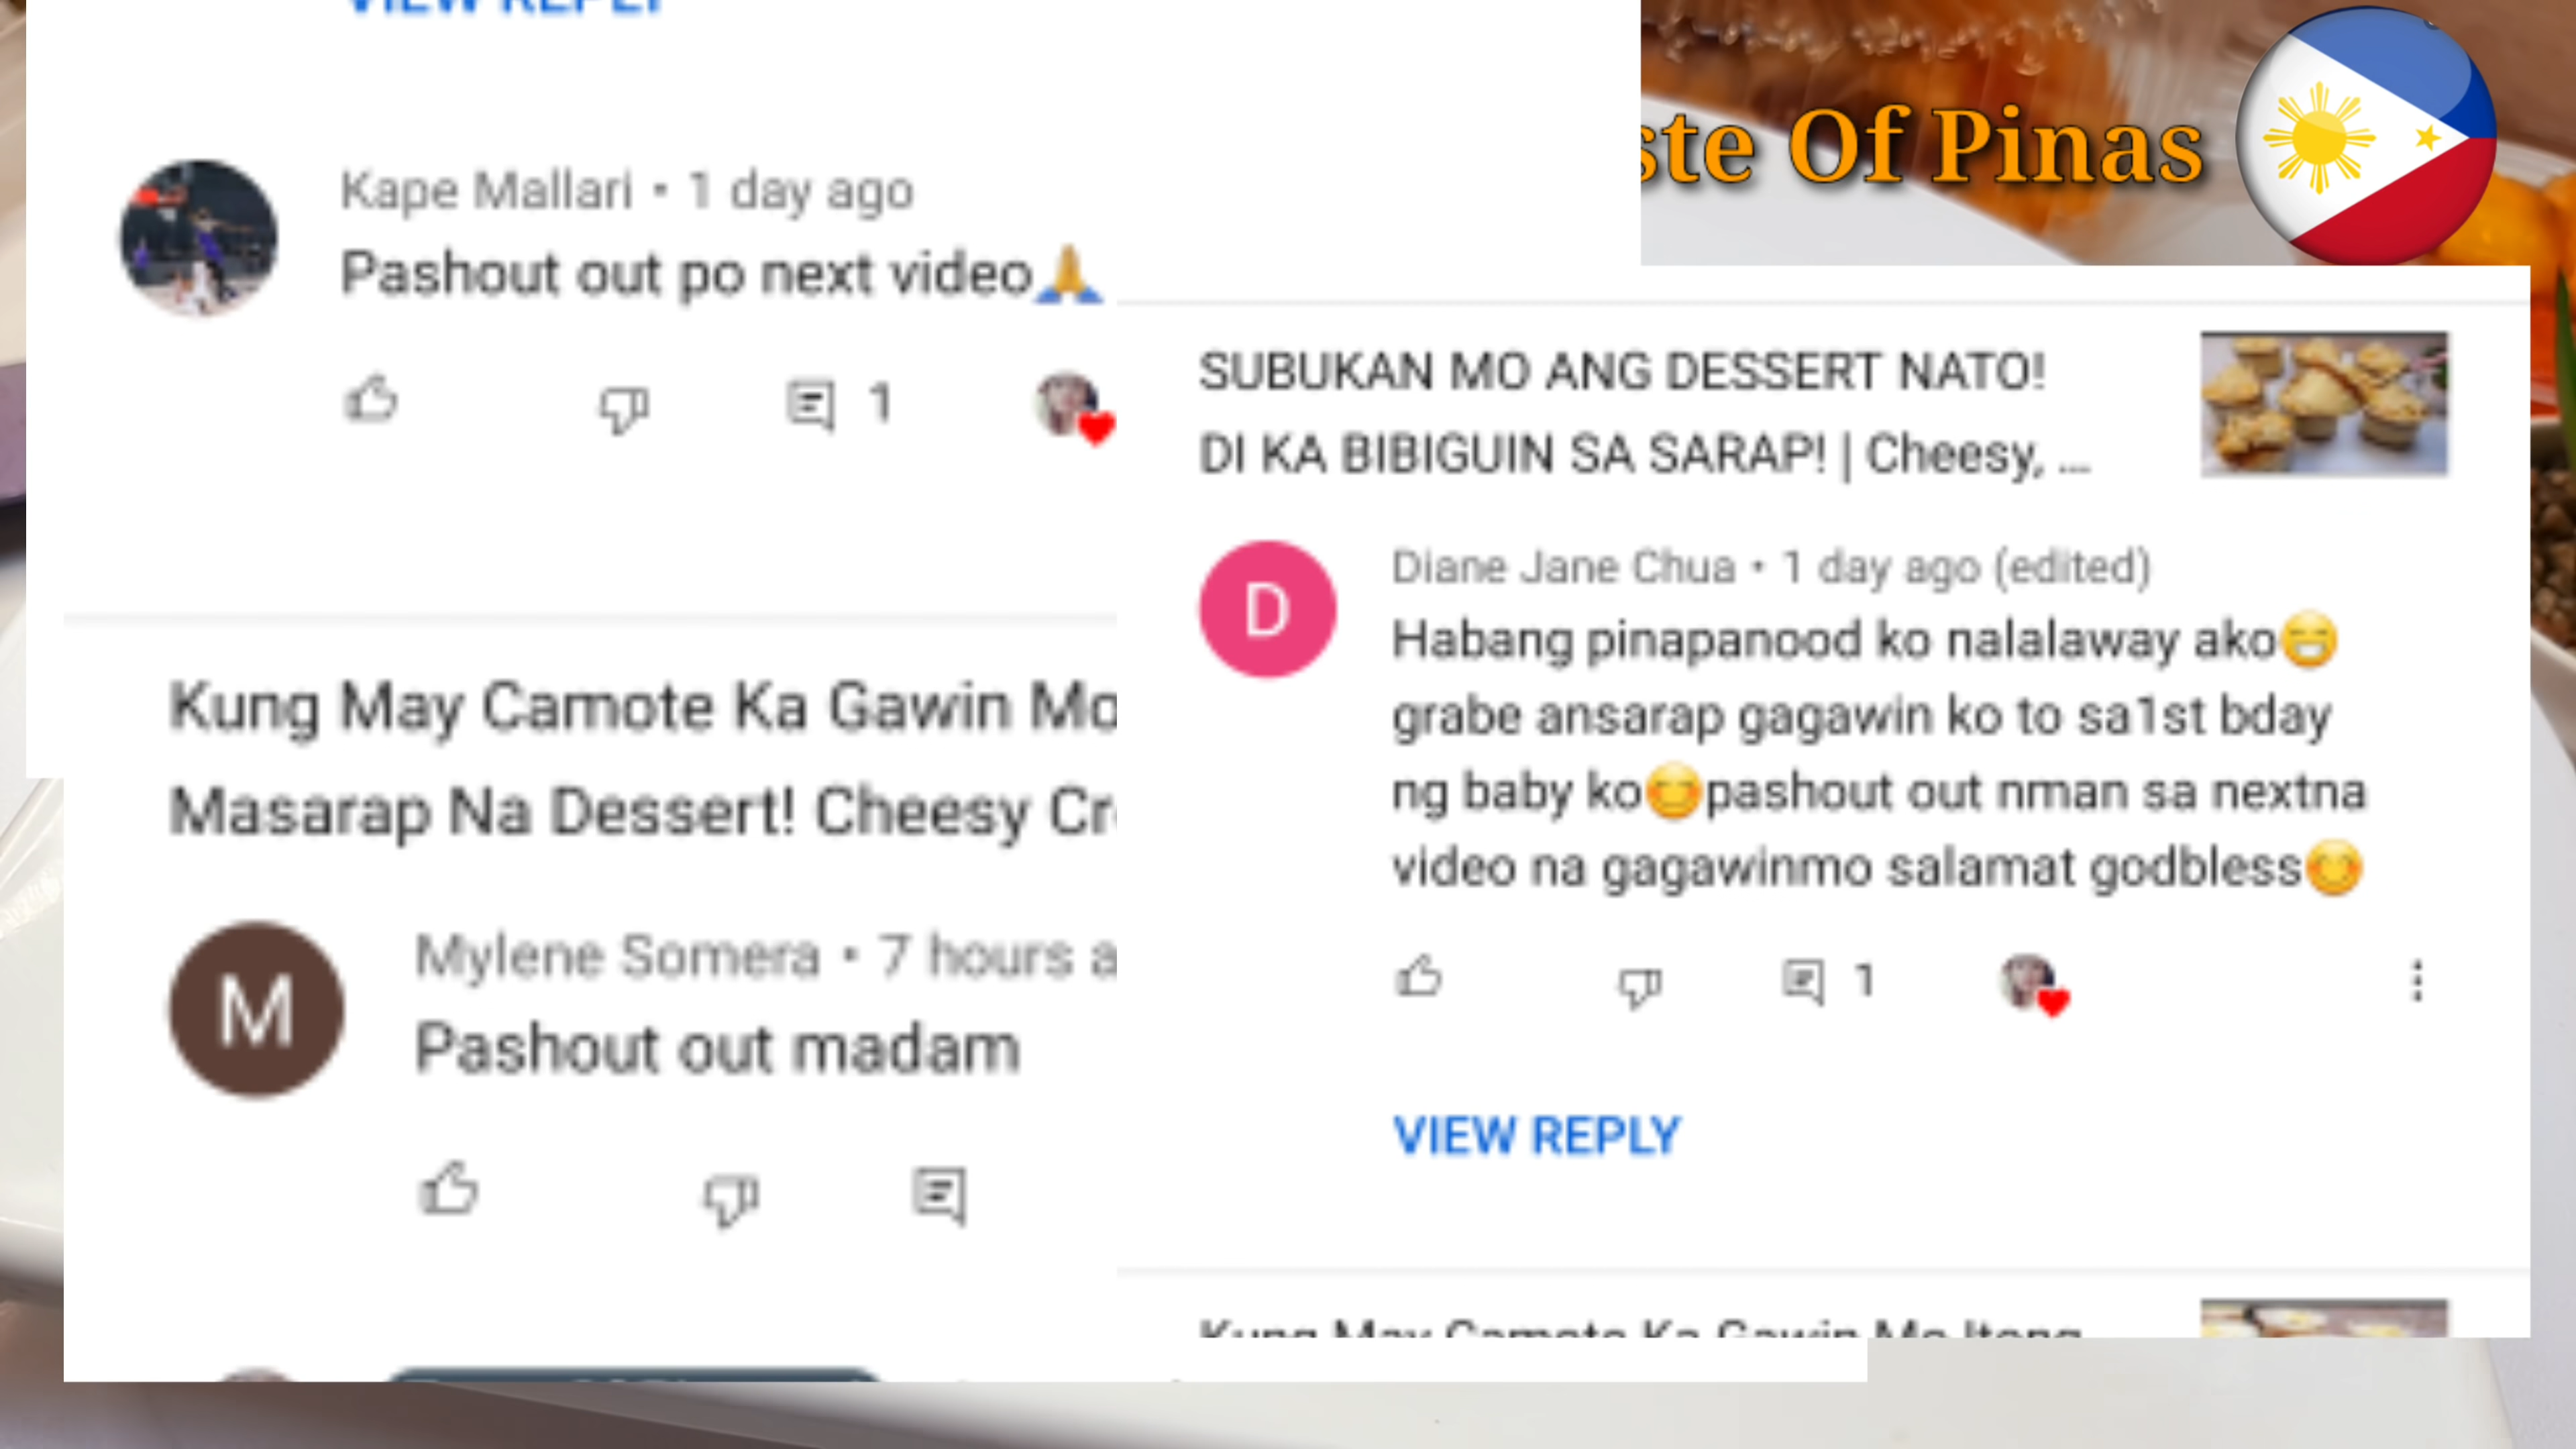 VIEW REPLY
Kape Mallari • 1 day ago
Pashout out po next video🙏
1
Kung May Camote Ka Gawin Mo
Masarap Na Dessert! Cheesy
M
Mylene Somera • 7 hours
Pashout out madam
ste Of Pinas
SUBUKAN MO ANG DESSERT NATO!
DI KA BIBIGUIN SA SARAP! | Cheesy, ...
D
Diane Jane Chua • 1 day ago (edited)
Habang pinapanood ko nalalaway ako😁
grabe ansarap gagawin ko to sa1st bday
ng baby ko😊pashout out nman sa nextna
video na gagawinmo salamat godbless😊
1
VIEW REPLY
Kung May Camote Ka Gawin Mo Itong